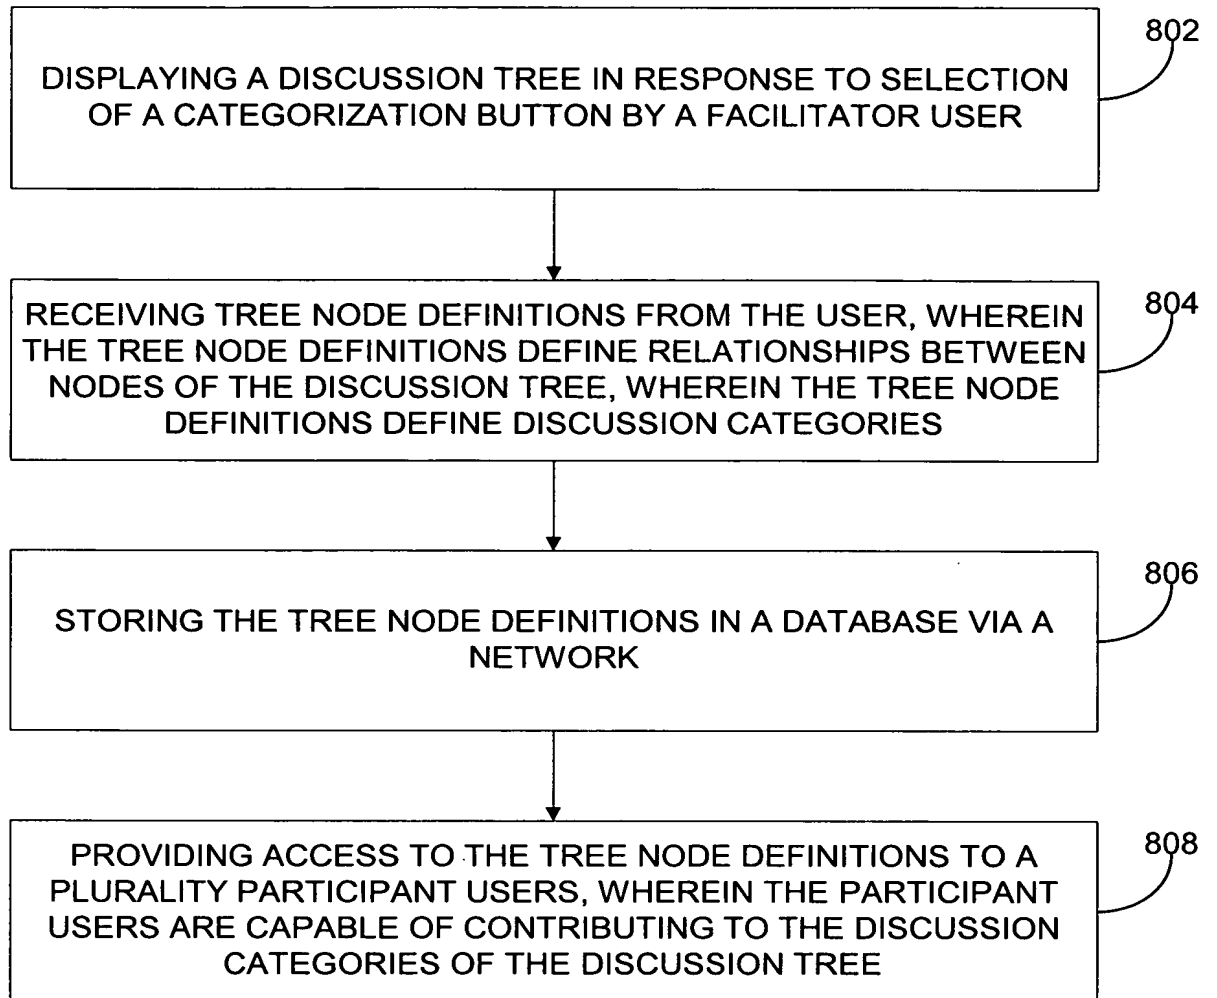 802
DISPLAYING A DISCUSSION TREE IN RESPONSE TO SELECTION
OF A CATEGORIZATION BUTTON BY A FACILITATOR USER
804
RECEIVING TREE NODE DEFINITIONS FROM THE USER, WHEREIN
THE TREE NODE DEFINITIONS DEFINE RELATIONSHIPS BETWEEN
NODES OF THE DISCUSSION TREE, WHEREIN THE TREE NODE
DEFINITIONS DEFINE DISCUSSION CATEGORIES
806
STORING THE TREE NODE DEFINITIONS IN A DATABASE VIA A
NETWORK
808
PROVIDING ACCESS TO THE TREE NODE DEFINITIONS TO A
PLURALITY PARTICIPANT USERS, WHEREIN THE PARTICIPANT
USERS ARE CAPABLE OF CONTRIBUTING TO THE DISCUSSION
CATEGORIES OF THE DISCUSSION TREE